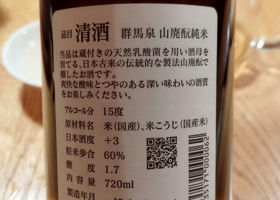 品目 清酒 群馬泉 山廃酛純米
当品は蔵付きの天然乳酸菌を用い酒母を
育てる、日本古来の伝統的な製法山廃酛で
醸したお酒です。
爽快な酸味とつやのある深い味わいの酒質
をお楽しみください。
アルコール分 15度
原材料名 米(国産)、米こうじ(国産米)
日本酒度 +3
精米歩合 60%
酸度 1.7
内容量 720ml
製造年月